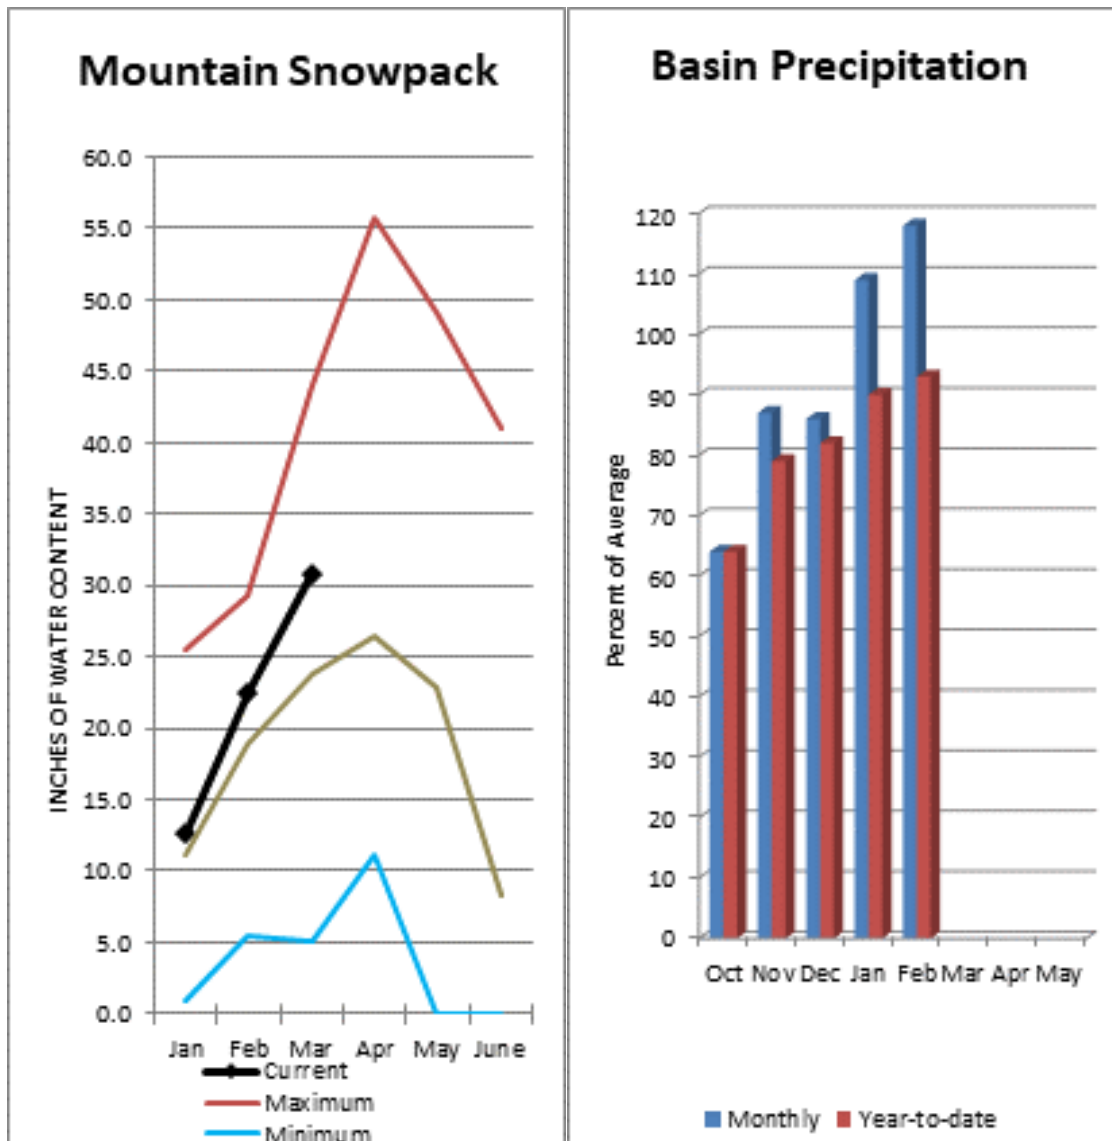 Mountain Snowpack
60.0
55.0
50.0
45.0
40.0
35.0
30.0
25.0
20.0
15.0
10.0
5.0
0.0
INCHES OF WATER CONTENT
Jan Feb Mar Apr May June
Current
Maximum
Minimum
Basin Precipitation
120
110
100
90
80
70
60
50
40
30
20
10
0
Percent of Average
Oct Nov Dec Jan Feb Mar Apr May
Monthly Year-to-date